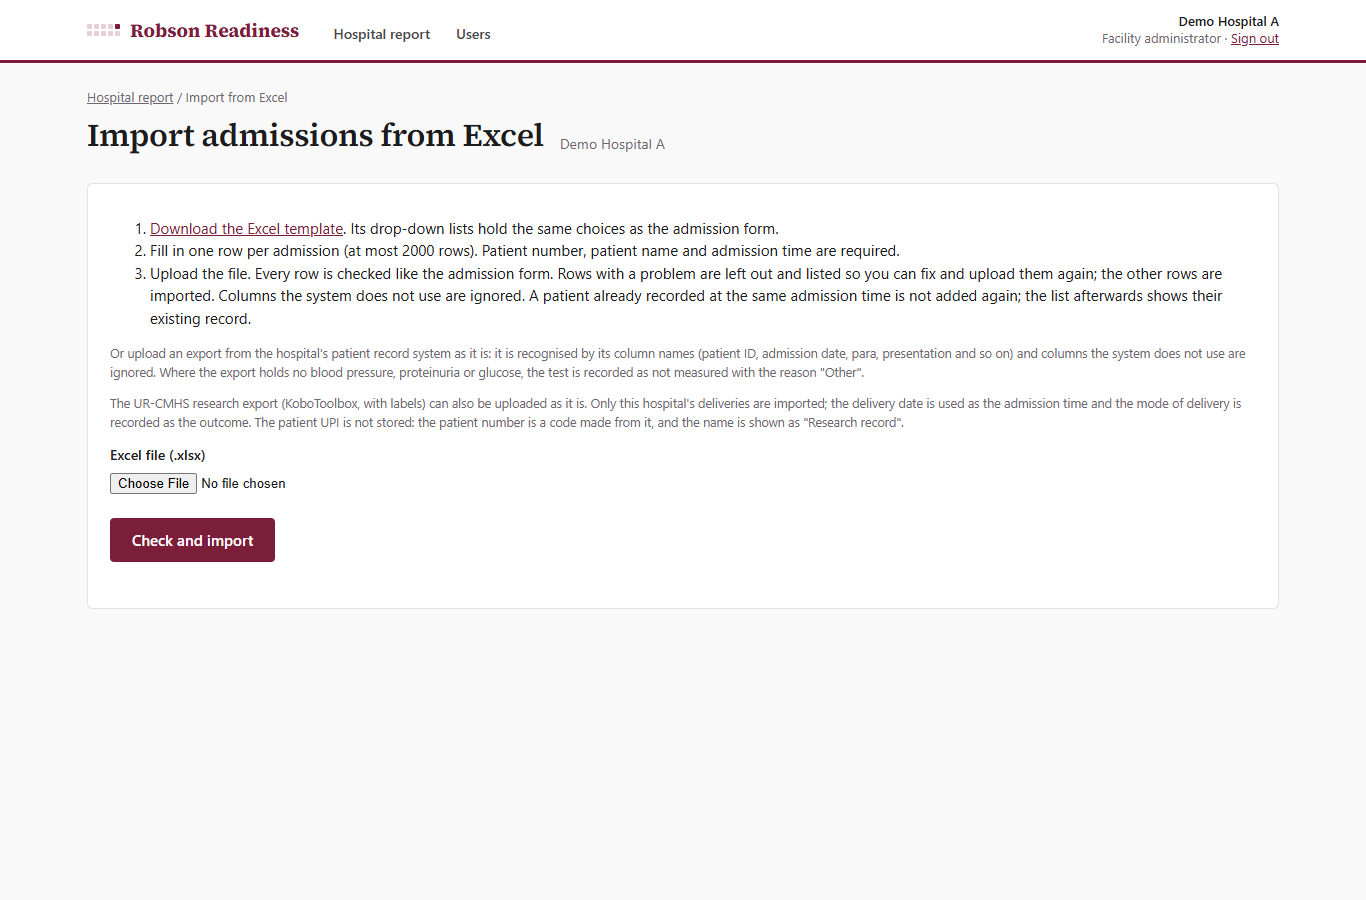 Robson Readiness
Hospital report
Users
Demo Hospital A
Facility administrator · Sign out
Hospital report / Import from Excel
Import admissions from Excel
Demo Hospital A
1. Download the Excel template. Its drop-down lists hold the same choices as the admission form.
2. Fill in one row per admission (at most 2000 rows). Patient number, patient name and admission time are required.
3. Upload the file. Every row is checked like the admission form. Rows with a problem are left out and listed so you can fix and upload them again; the other rows are
imported. Columns the system does not use are ignored. A patient already recorded at the same admission time is not added again; the list afterwards shows their
existing record.
Or upload an export from the hospital's patient record system as it is: it is recognised by its column names (patient ID, admission date, para, presentation and so on) and columns the system does not use are
ignored. Where the export holds no blood pressure, proteinuria or glucose, the test is recorded as not measured with the reason "Other".
The UR-CMHS research export (KoboToolbox, with labels) can also be uploaded as it is. Only this hospital's deliveries are imported; the delivery date is used as the admission time and the mode of delivery is
recorded as the outcome. The patient UPI is not stored: the patient number is a code made from it, and the name is shown as "Research record".
Excel file (.xlsx)
Choose File No file chosen
Check and import